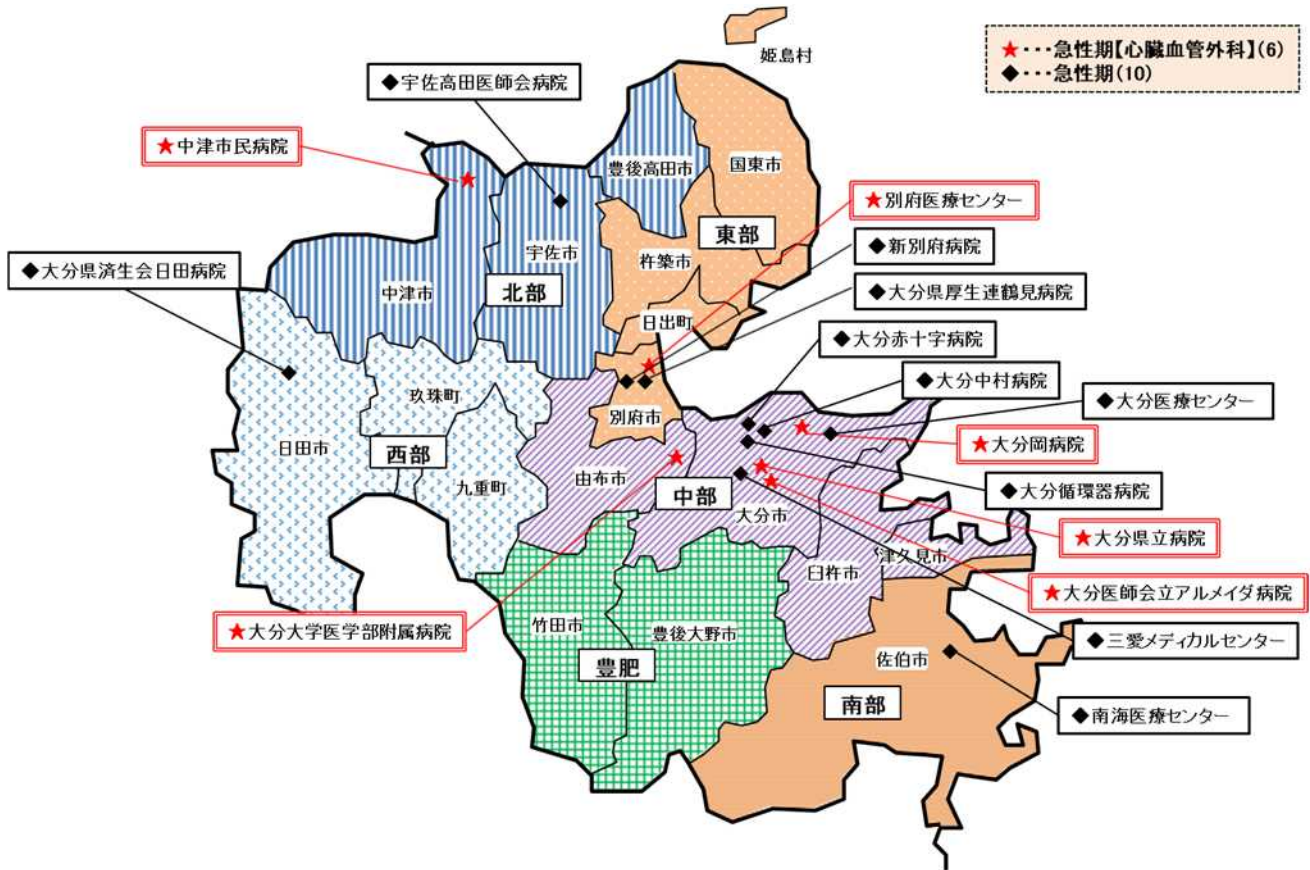 ★・・・急性期【心臓血管外科】(6)
◆・・・急性期(10)
姫島村
◆宇佐高田医師会病院
★中津市民病院
豊後高田市
国東市
★別府医療センター
東部
◆新別府病院
宇佐市
杵築市
◆大分県済生会日田病院
中津市
北部
◆大分県厚生連鶴見病院
日出町
◆大分赤十字病院
◆大分中村病院
玖珠町
◆大分医療センター
別府市
日田市
西部
★大分岡病院
九重町
由布市
中部
◆大分循環器病院
大分市
★大分県立病院
津久見市
臼杵市
★大分医師会立アルメイダ病院
★大分大学医学部附属病院
竹田市
豊後大野市
◆三愛メディカルセンター
佐伯市
豊肥
南部
◆南海医療センター